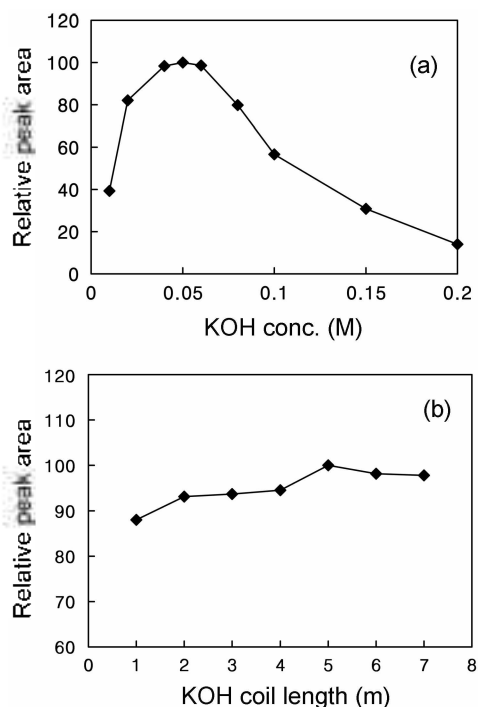 120
100
80
60
40
20
0
(a)
Relative peak area
0 0.05 0.1 0.15 0.2
KOH conc. (M)
120
110
100
90
80
70
60
(b)
Relative peak area
0 1 2 3 4 5 6 7 8
KOH coil length (m)